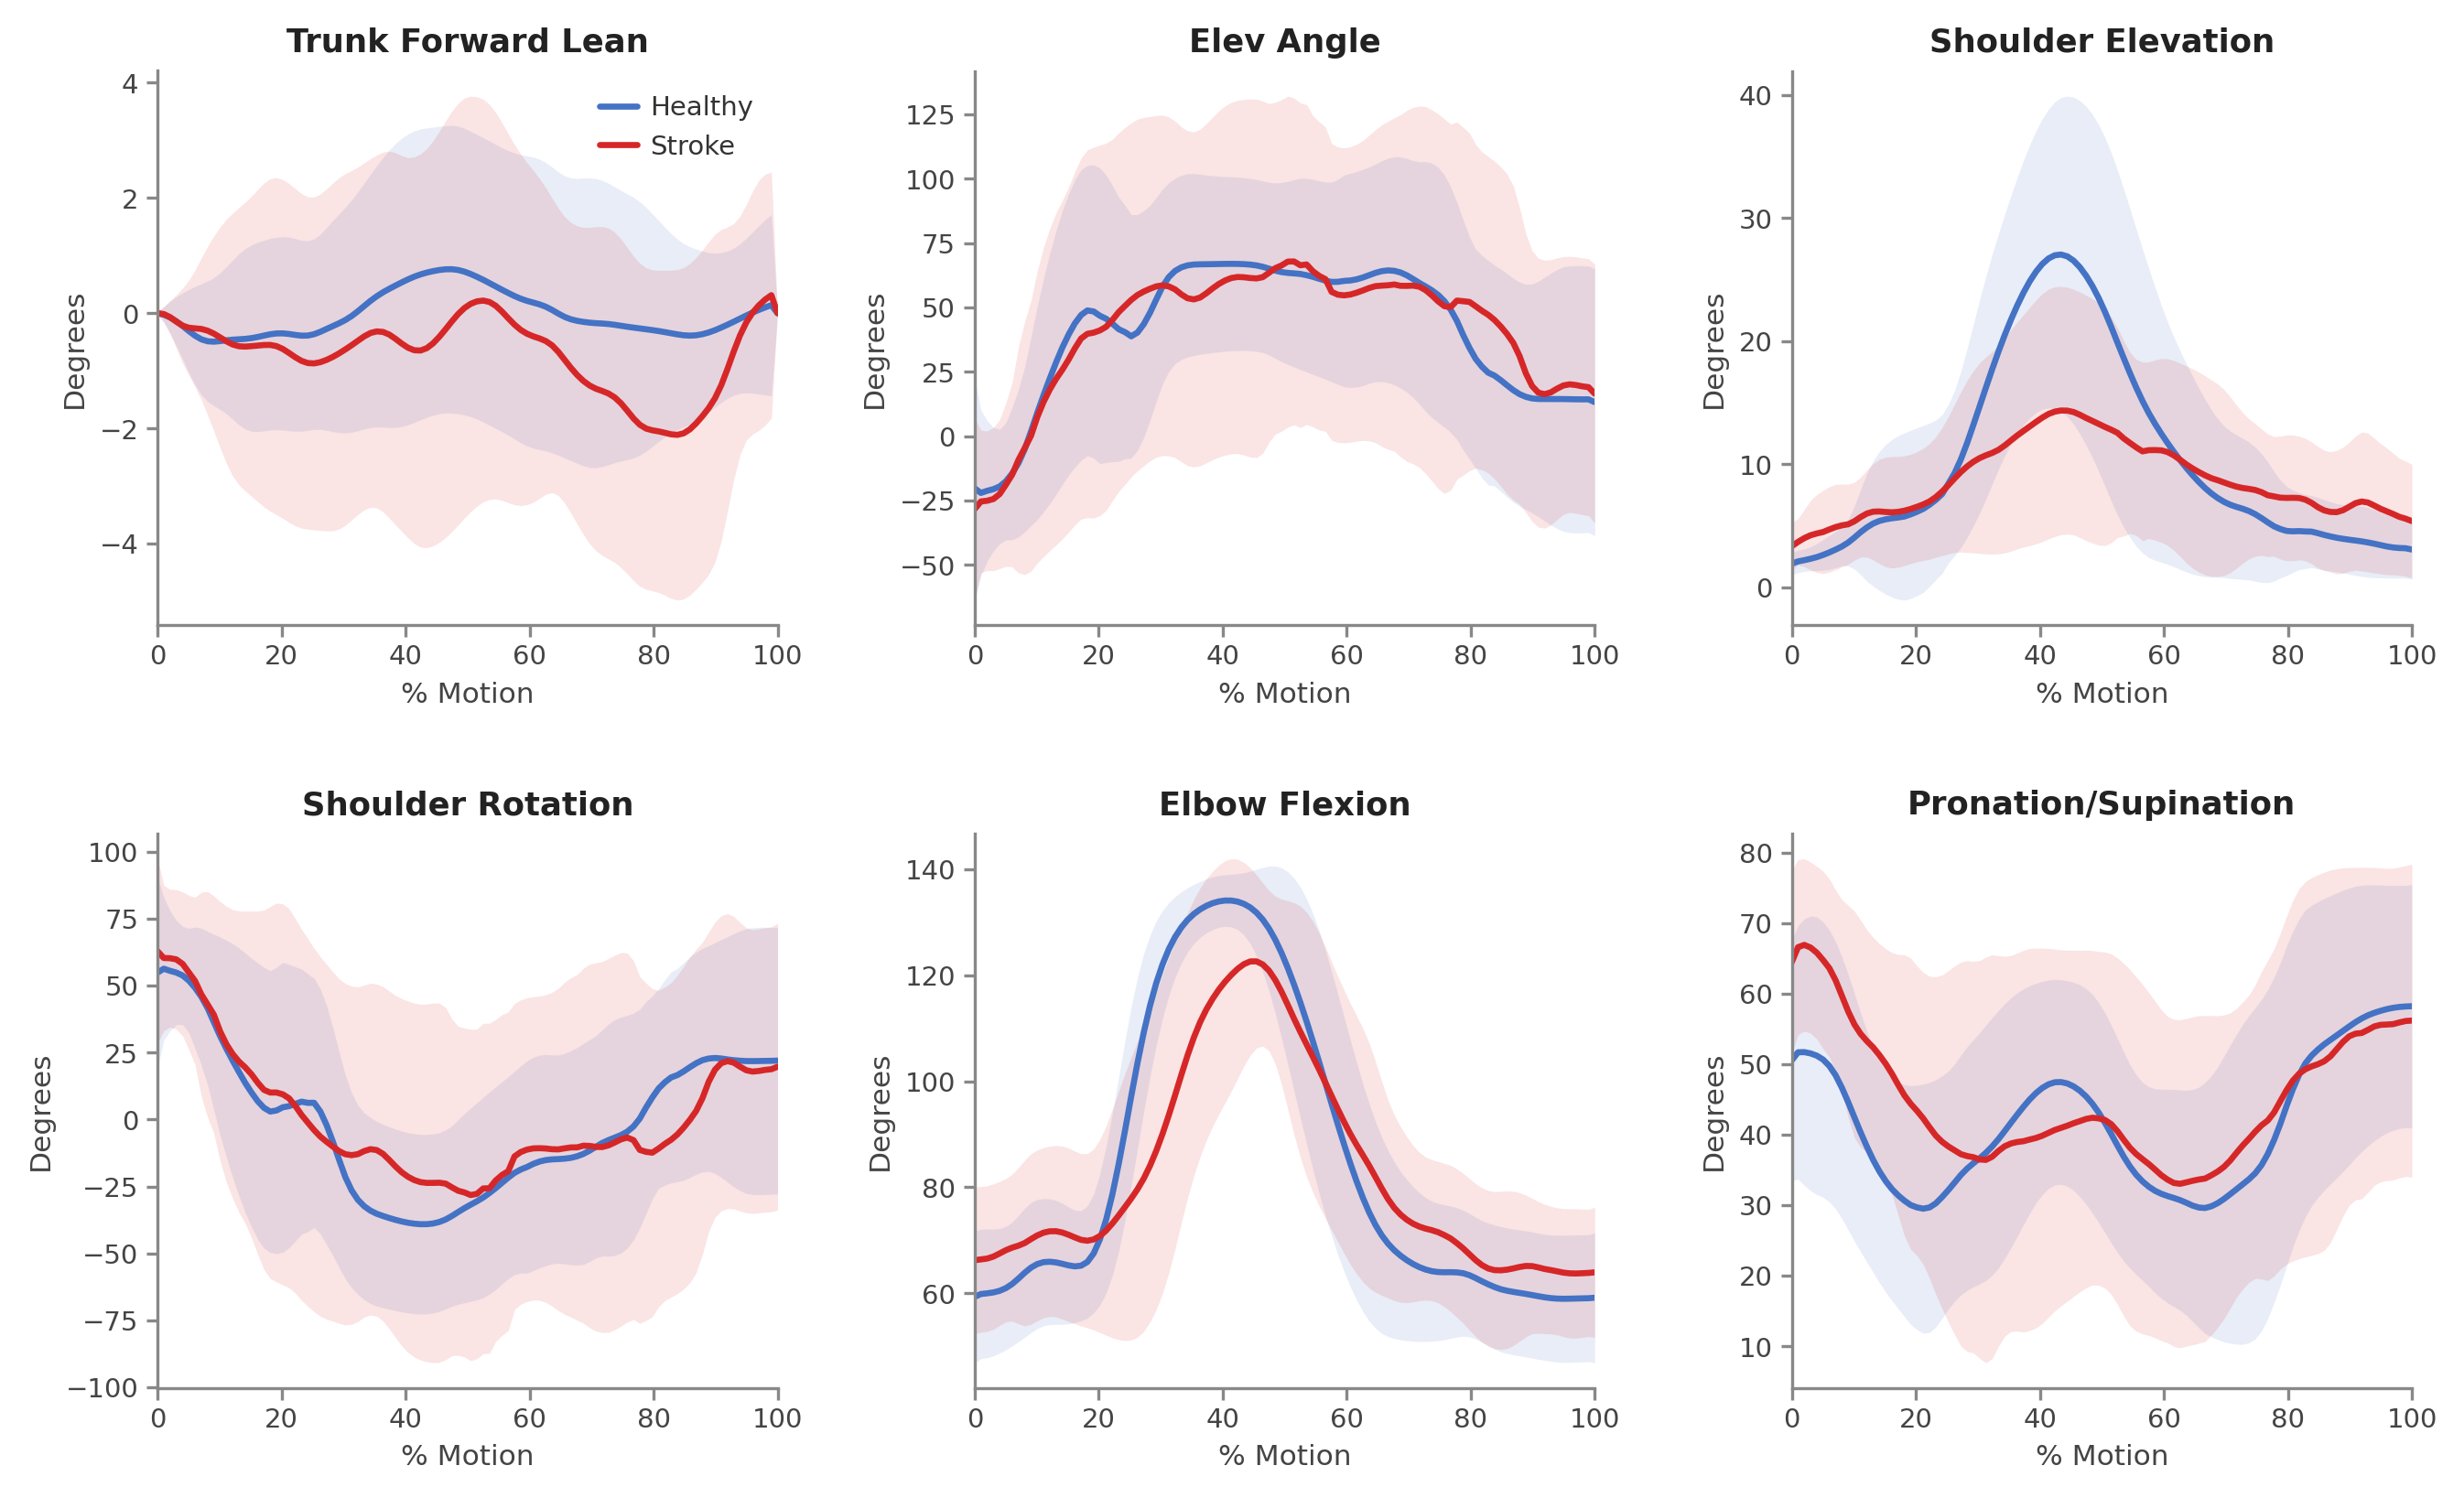 Trunk Forward Lean
4
2
0
−2
−4
Degrees
Healthy
Stroke
0 20 40 60 80 100
% Motion
Elev Angle
125
100
75
50
25
0
−25
−50
Degrees
0 20 40 60 80 100
% Motion
Shoulder Elevation
40
30
20
10
0
Degrees
0 20 40 60 80 100
% Motion
Shoulder Rotation
100
75
50
25
0
−25
−50
−75
−100
Degrees
0 20 40 60 80 100
% Motion
Elbow Flexion
140
120
100
80
60
Degrees
0 20 40 60 80 100
% Motion
Pronation/Supination
80
70
60
50
40
30
20
10
Degrees
0 20 40 60 80 100
% Motion